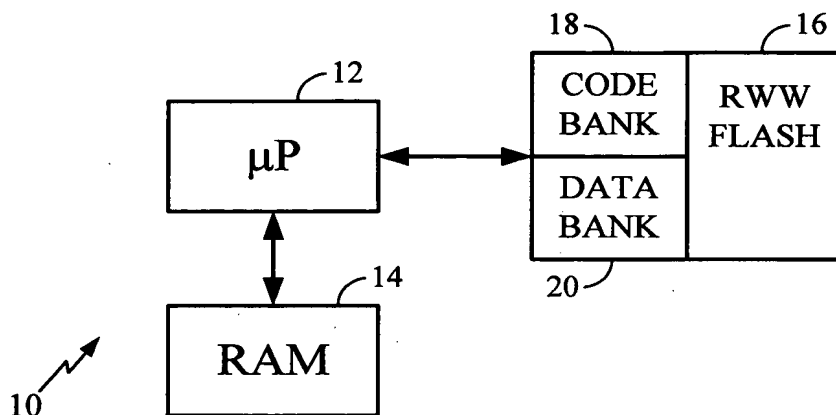 18
16
12
CODE
BANK
RWW
FLASH
μP
DATA
BANK
20
14
RAM
10